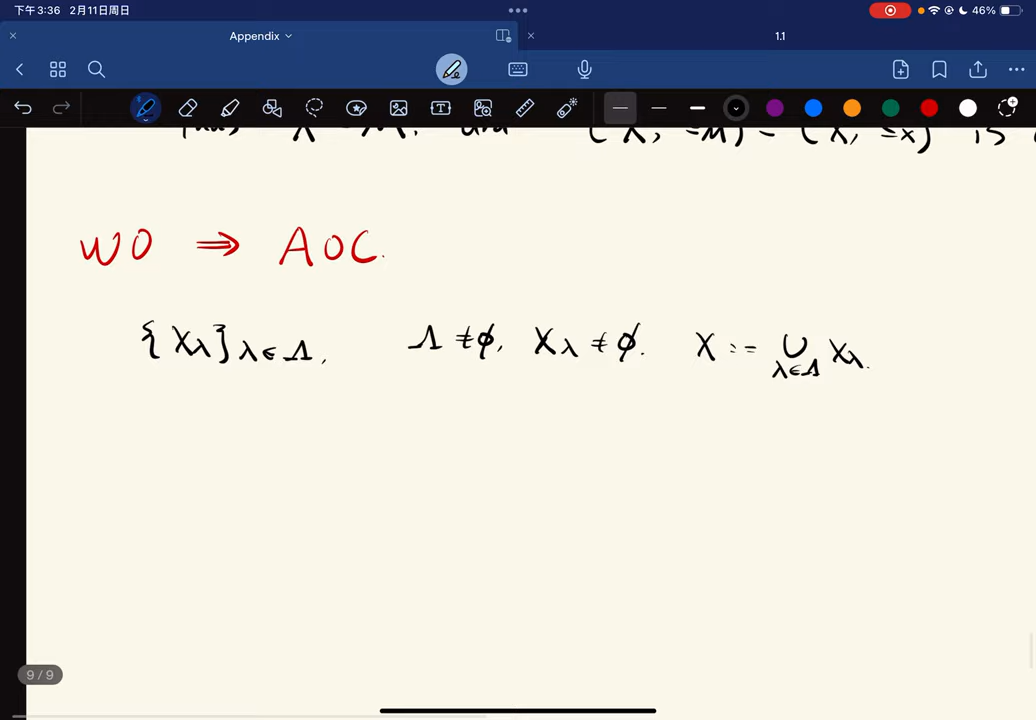 下午3:36 2月11日周日
46%
Appendix
1.1
(X, ≤M) = (X, ≤x) is
WO ⇒ AOC.
{Xλ}λ∈Λ, Λ ≠ ϕ, Xλ ≠ ϕ. X := ∪λ∈Λ Xλ.
9 / 9